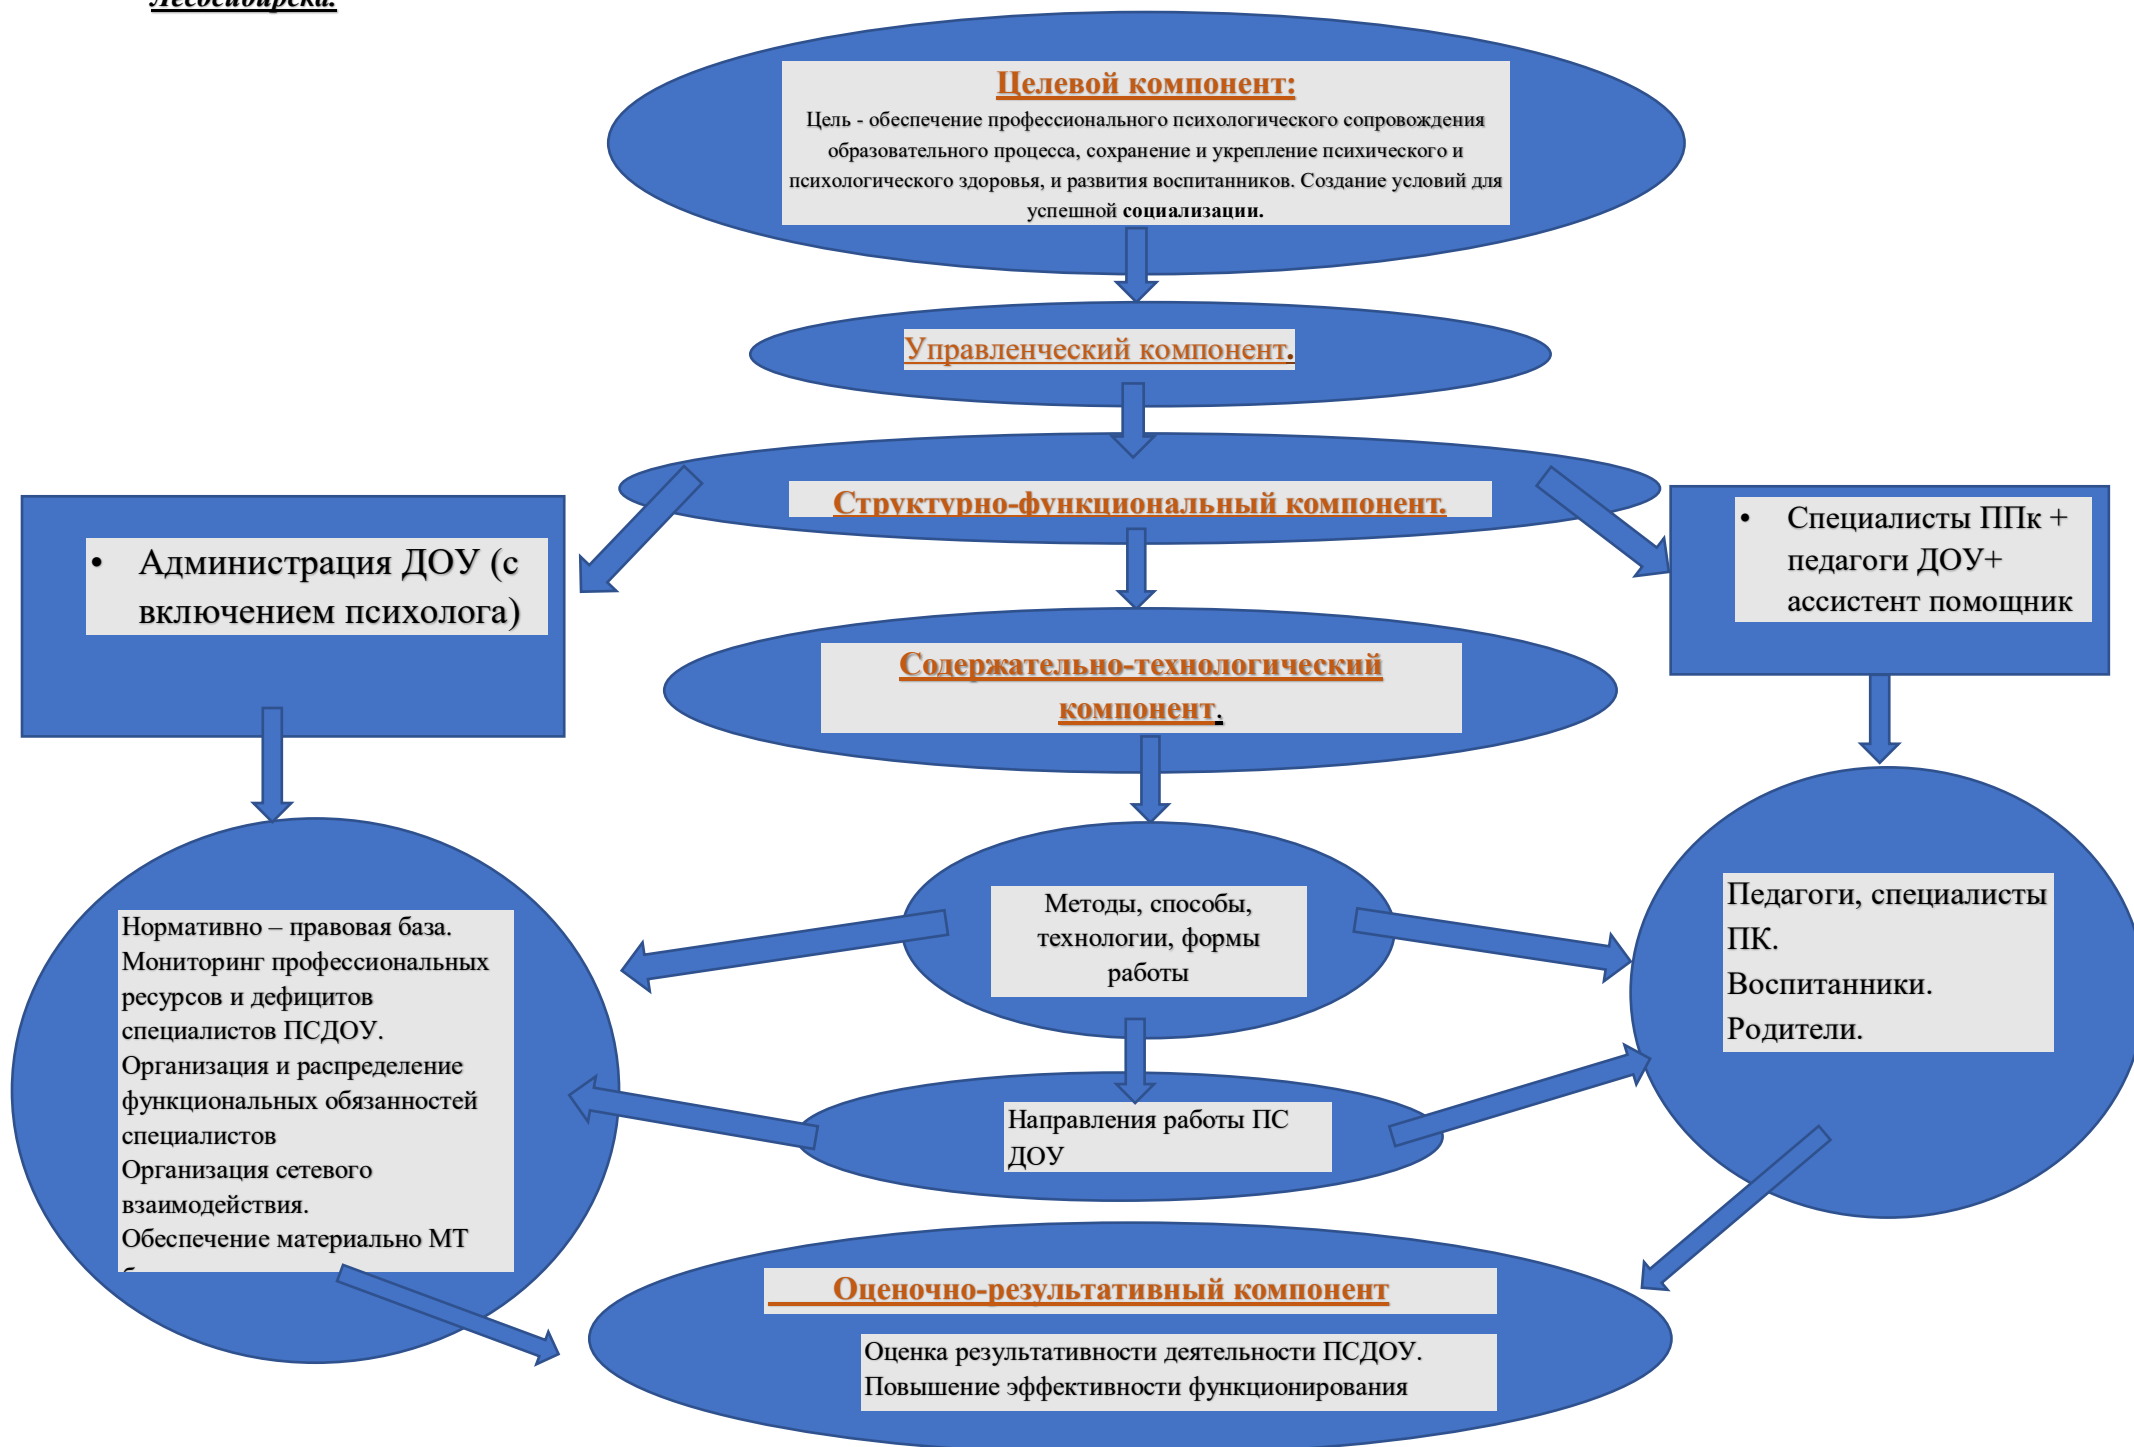 Лесосибирска.
Целевой компонент:
Цель - обеспечение профессионального психологического сопровождения
образовательного процесса, сохранение и укрепление психического и
психологического здоровья, и развития воспитанников. Создание условий для
успешной социализации.
Управленческий компонент.
Структурно-функциональный компонент.
• Администрация ДОУ (с
включением психолога)
• Специалисты ППк +
педагоги ДОУ+
ассистент помощник
Содержательно-технологический
компонент.
Методы, способы,
технологии, формы
работы
Нормативно – правовая база.
Мониторинг профессиональных
ресурсов и дефицитов
специалистов ПСДОУ.
Организация и распределение
функциональных обязанностей
специалистов
Организация сетевого
взаимодействия.
Обеспечение материально МТ
Педагоги, специалисты
ПК.
Воспитанники.
Родители.
Направления работы ПС
ДОУ
Оценочно-результативный компонент
Оценка результативности деятельности ПСДОУ.
Повышение эффективности функционирования